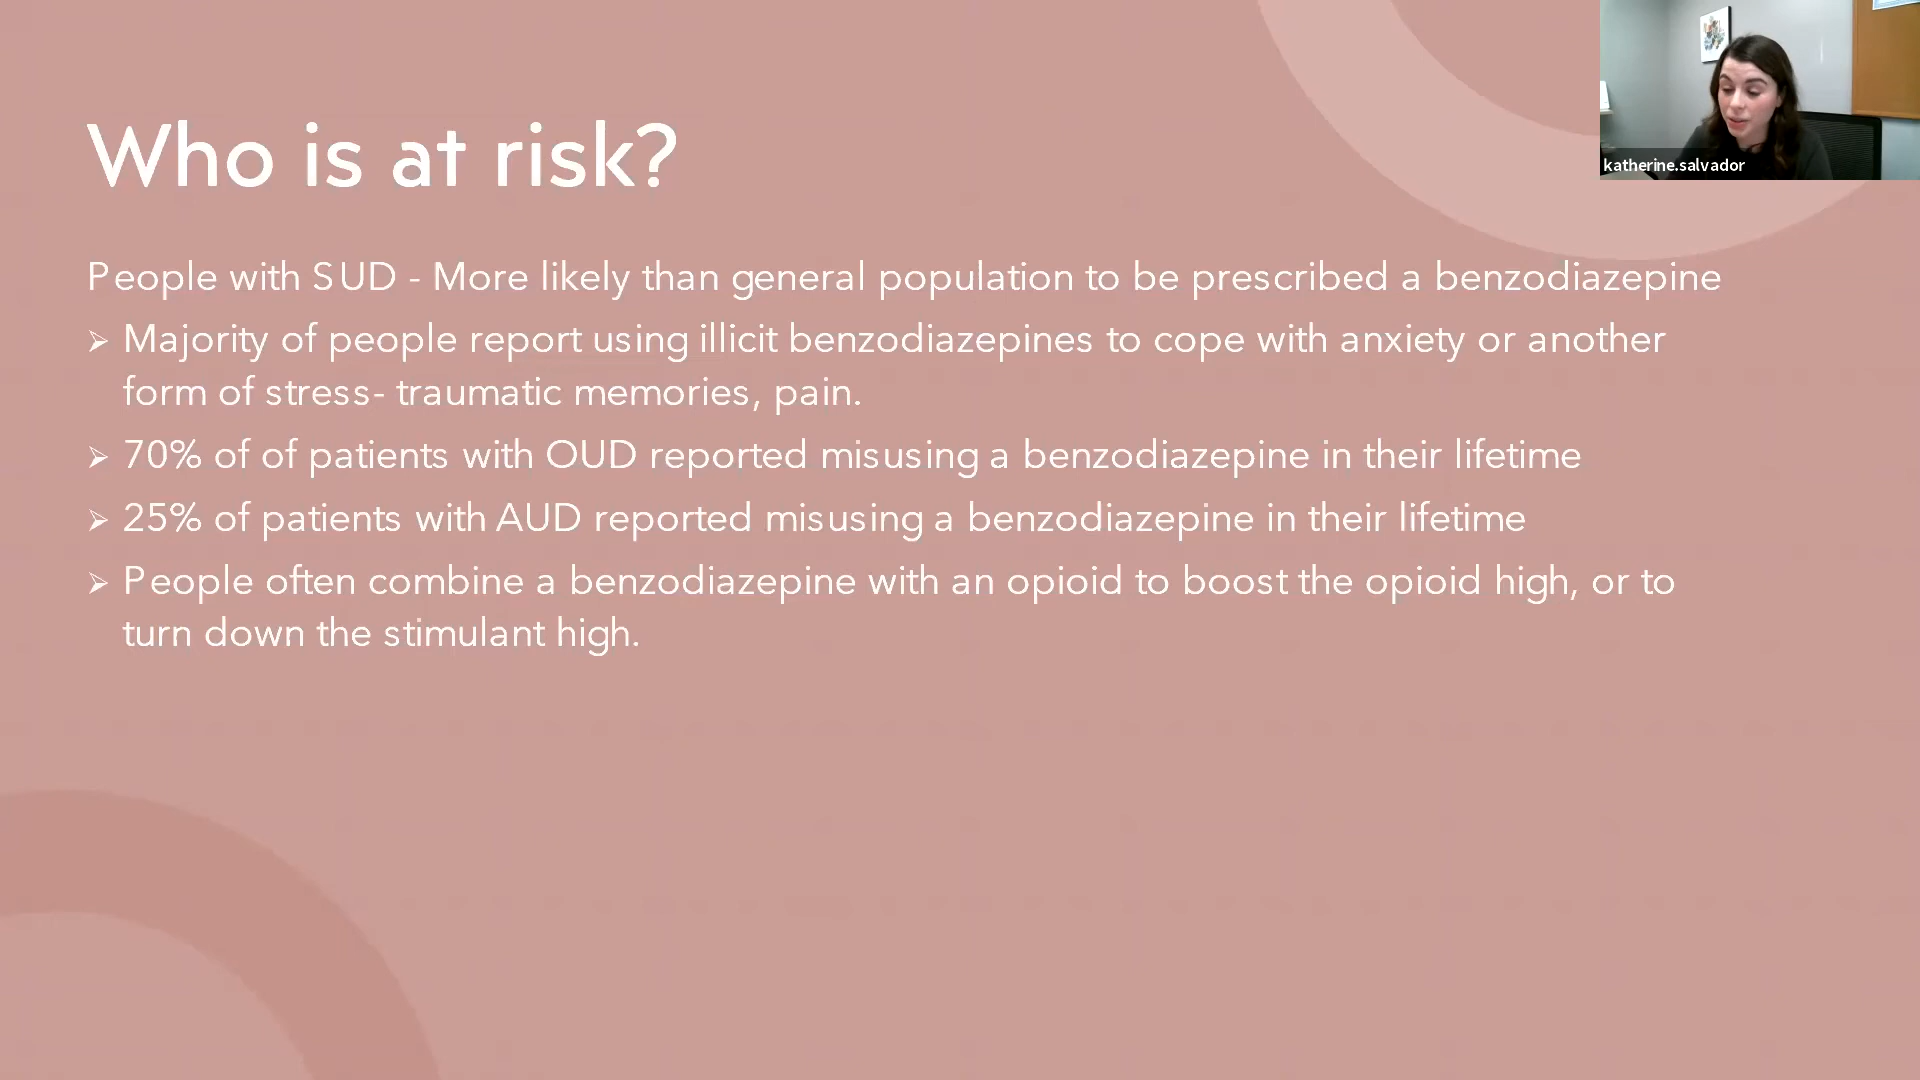 Who is at risk?
katherine.salvador
People with SUD - More likely than general population to be prescribed a benzodiazepine
➢ Majority of people report using illicit benzodiazepines to cope with anxiety or another
form of stress- traumatic memories, pain.
➢ 70% of of patients with OUD reported misusing a benzodiazepine in their lifetime
➢ 25% of patients with AUD reported misusing a benzodiazepine in their lifetime
➢ People often combine a benzodiazepine with an opioid to boost the opioid high, or to
turn down the stimulant high.